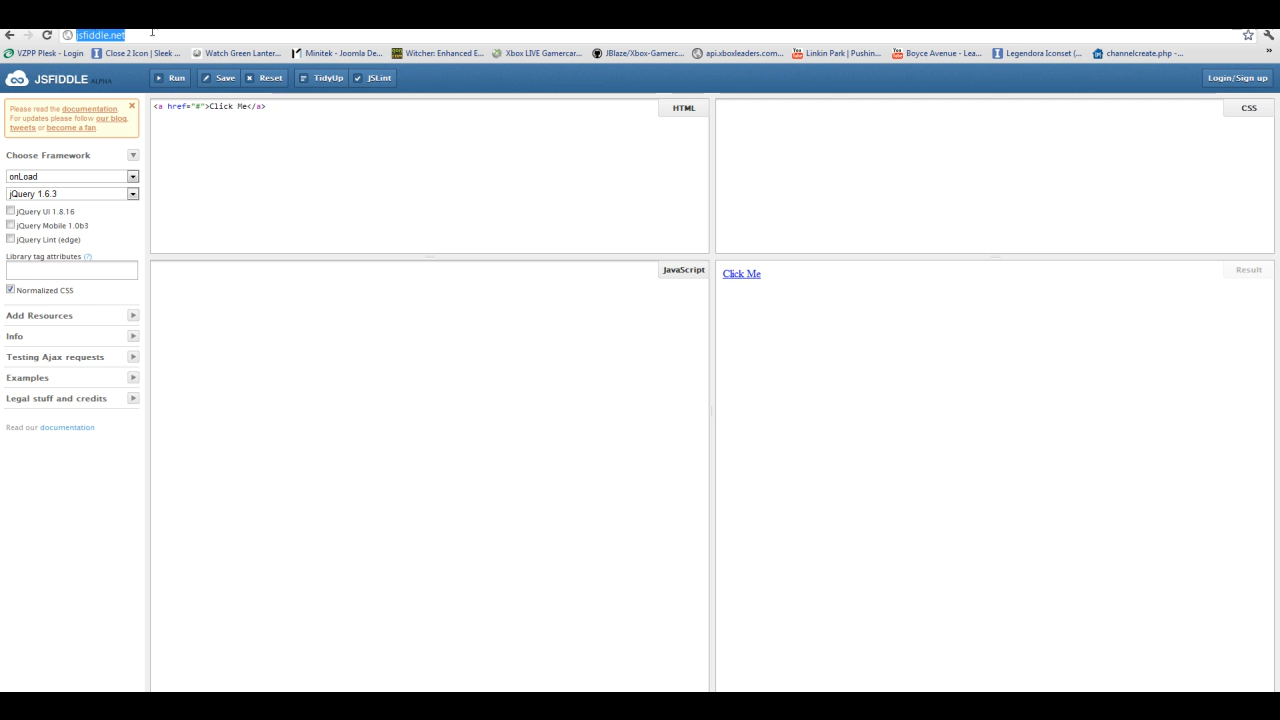 jsfiddle.net
VZPP Plesk - Login Close 2 Icon | Sleek ... Watch Green Lanter... Minitek - Joomla De... Witcher: Enhanced E... Xbox LIVE Gamercar... JBlaze/Xbox-Gamerc... api.xboxleaders.com... Linkin Park | Pushin... Boyce Avenue - Lea... Legendora Iconset (... channelcreate.php -... »
JSFIDDLE ALPHA Run Save Reset TidyUp JSLint Login/Sign up
Please read the documentation.
For updates please follow our blog,
tweets or become a fan.
Choose Framework
onLoad
jQuery 1.6.3
jQuery UI 1.8.16
jQuery Mobile 1.0b3
jQuery Lint (edge)
Library tag attributes (?)
Normalized CSS
Add Resources
Info
Testing Ajax requests
Examples
Legal stuff and credits
Read our documentation
<a href="#">Click Me</a>
HTML
CSS
JavaScript
Click Me
Result